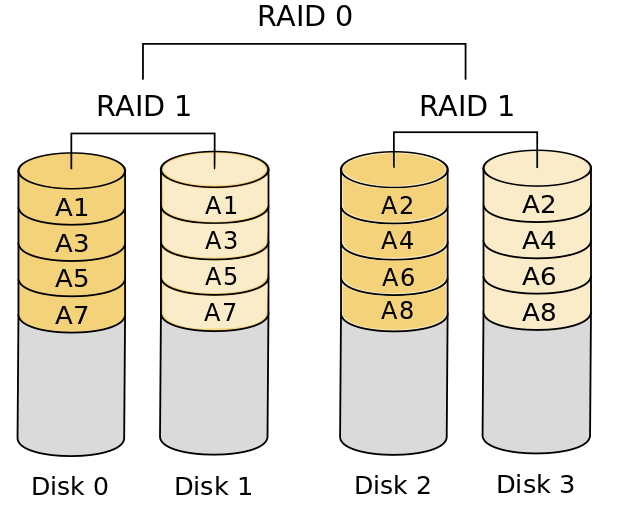 RAID 0
RAID 1 RAID 1
A1 A1 A2 A2
A3 A3 A4 A4
A5 A5 A6 A6
A7 A7 A8 A8
Disk 0 Disk 1 Disk 2 Disk 3